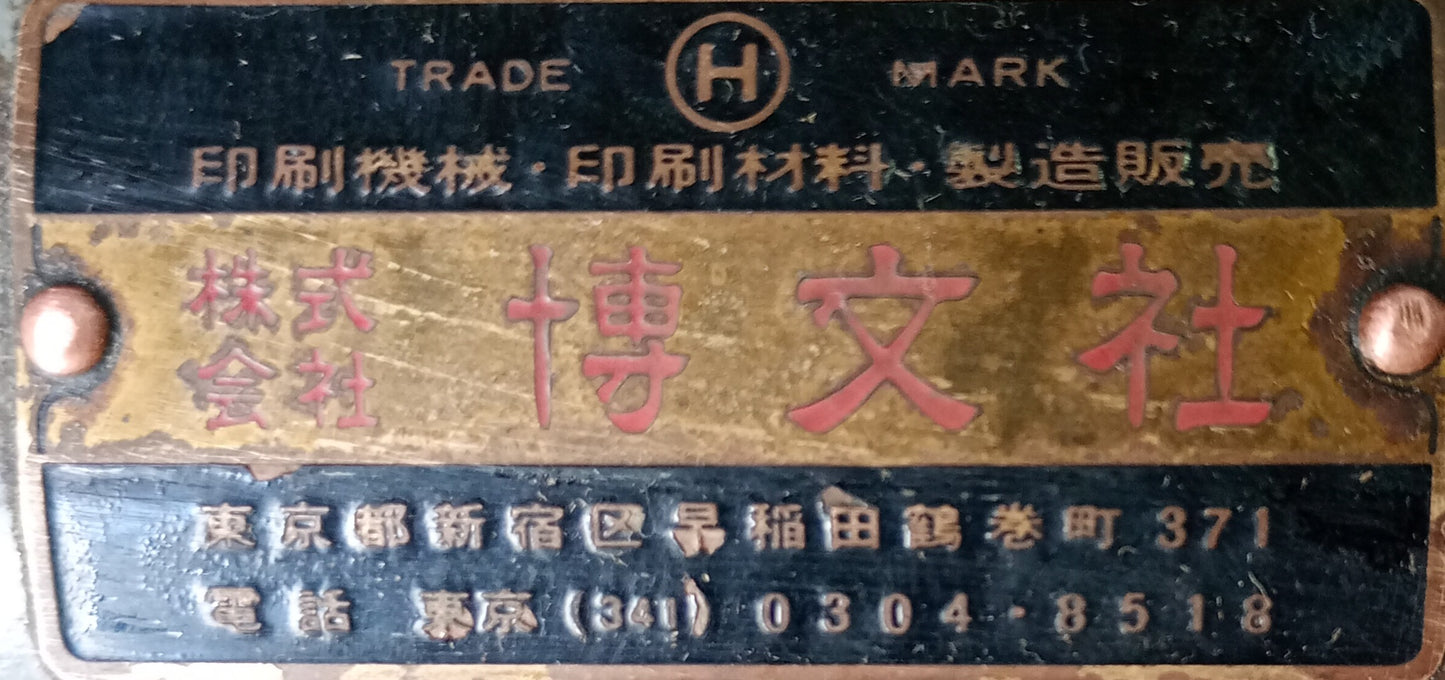 TRADE Ⓗ MARK
印刷機械・印刷材料・製造販売
株式会社 博文社
東京都新宿区早稲田鶴巻町371
電話 東京(341)0304・8518